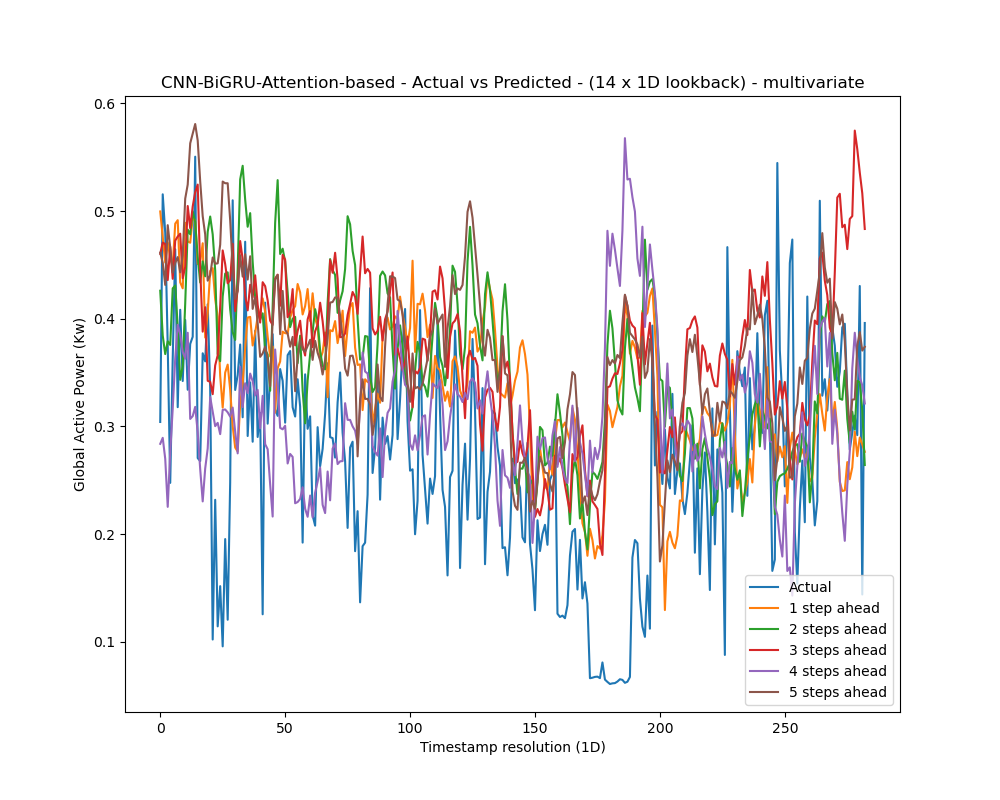 CNN-BiGRU-Attention-based - Actual vs Predicted - (14 x 1D lookback) - multivariate
Global Active Power (Kw)
0.6
0.5
0.4
0.3
0.2
0.1
0 50 100 150 200 250
Timestamp resolution (1D)
Actual
1 step ahead
2 steps ahead
3 steps ahead
4 steps ahead
5 steps ahead